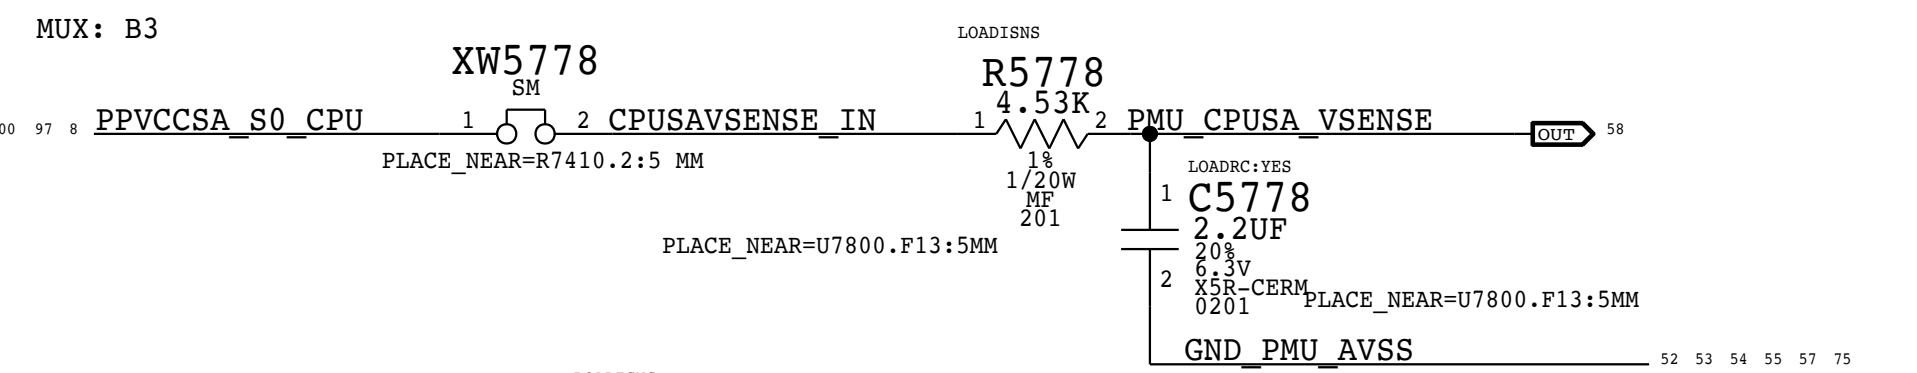 MUX: B3
LOADISNS
XW5778
SM
R5778
4.53K
97 8 PPVCCSA_S0_CPU 1 2 CPUSAVSENSE_IN 1 2 PMU_CPUSA_VSENSE OUT 58
PLACE_NEAR=R7410.2:5 MM
1%
1/20W
MF
201
PLACE_NEAR=U7800.F13:5MM
LOADRC:YES
1 C5778
2.2UF
20%
6.3V
2 X5R-CERM
0201
PLACE_NEAR=U7800.F13:5MM
GND_PMU_AVSS 52 53 54 55 57 75